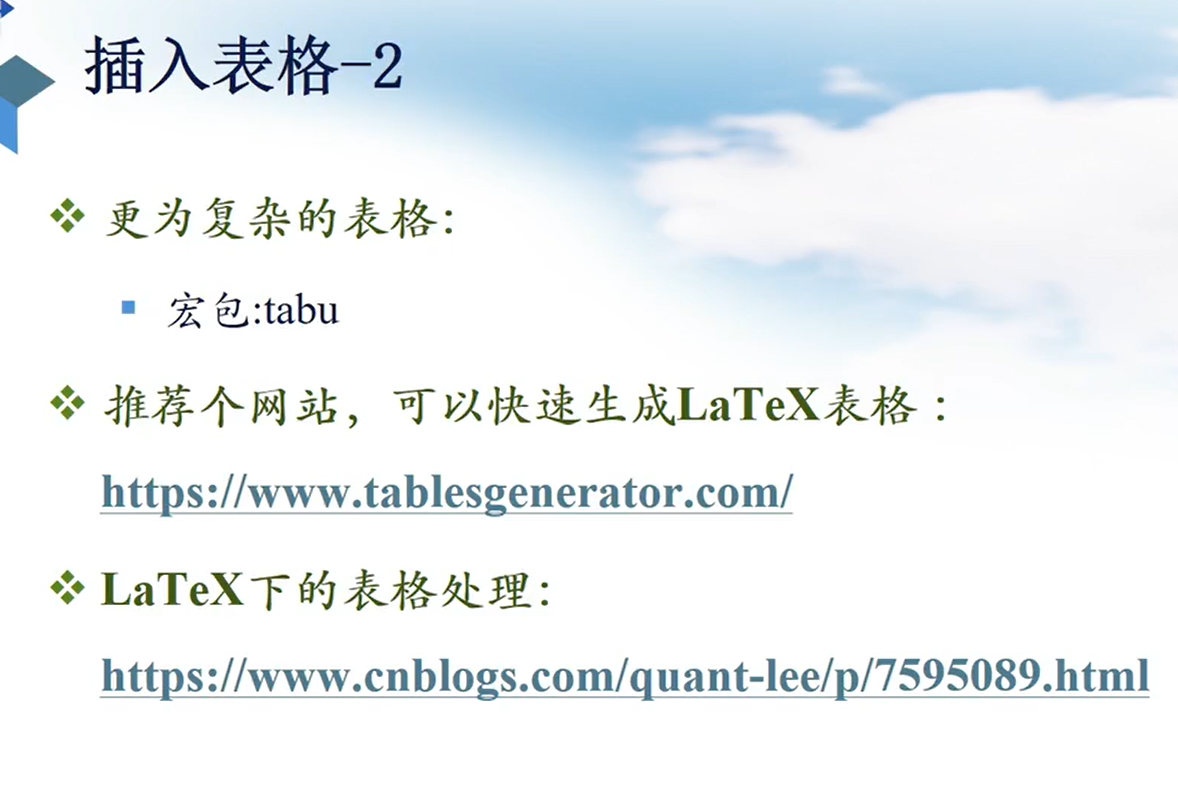 插入表格-2
更为复杂的表格:
宏包:tabu
推荐个网站，可以快速生成LaTeX表格：
https://www.tablesgenerator.com/
LaTeX下的表格处理:
https://www.cnblogs.com/quant-lee/p/7595089.html